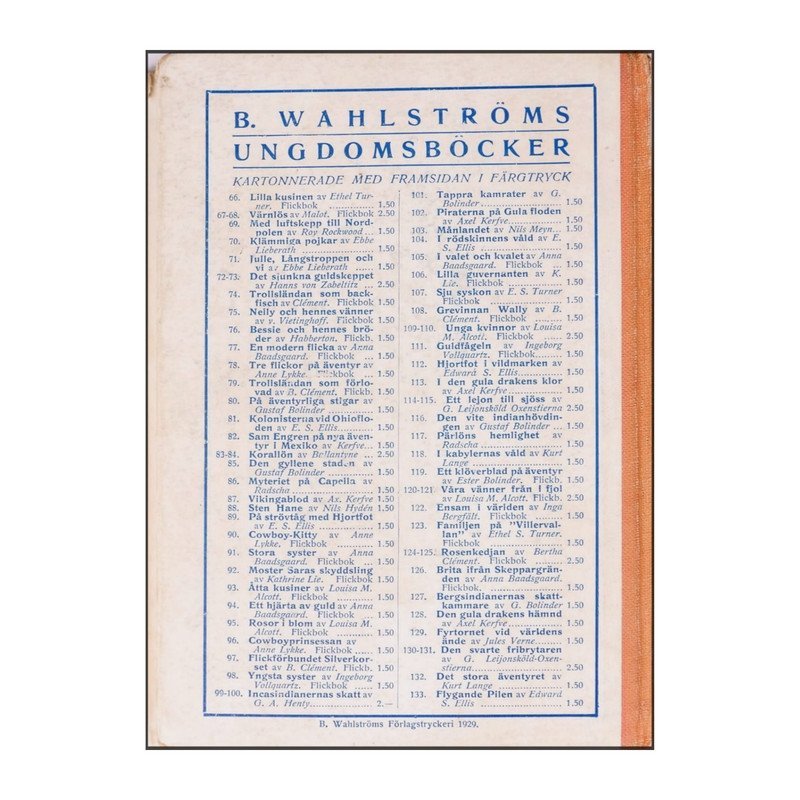 B. WAHLSTRÖMS
UNGDOMSBÖCKER
KARTONNERADE MED FRAMSIDAN I FÄRGTRYCK
66. Lilla kusinen av Ethel Tur-
ner. Flickbok ............ 1.50
67-68. Värnlös av Malot. Flickbok 2.50
69. Med luftskepp till Nord-
polen av Roy Rockwood ... 1.50
70. Klämmiga pojkar av Ebbe
Lieberath ................ 1.50
71. Julle, Långstroppen och
vi av Ebbe Lieberath ..... 1.50
72-73. Det sjunkna guldskeppet
av Hanns von Zobeltitz ... 2.50
74. Trollsländan som back-
fisch av Clément. Flickbok 1.50
75. Nelly och hennes vänner
av v. Vietinghoff. Flickbok 1.50
76. Bessie och hennes brö-
der av Habberton. Flickb. 1.50
77. En modern flicka av Anna
Baadsgaard. Flickbok ... 1.50
78. Tre flickor på äventyr av
Anne Lykke. Flickbok .... 1.50
79. Trollsländan som förlo-
vad av B. Clément. Flickb. 1.50
80. På äventyrliga stigar av
Gustaf Bolinder .......... 1.50
81. Kolonisterna vid Ohioflo-
den av E. S. Ellis........ 1.50
82. Sam Engren på nya även-
tyr i Mexiko av Kerfve... 1.50
83-84. Korallön av Ballantyne .. 2.50
85. Den gyllene staden av
Gustaf Bolinder .......... 1.50
86. Myteriet på Capella av
Radscha .................. 1.50
87. Vikingablod av Ax. Kerfve 1.50
88. Sten Hane av Nils Hydén 1.50
89. På strövtåg med Hjortfot
av E. S. Ellis ........... 1.50
90. Cowboy-Kitty av Anne
Lykke. Flickbok .......... 1.50
91. Stora syster av Anna
Baadsgaard. Flickbok .... 1.50
92. Moster Saras skyddsling
av Kathrine Lie. Flickbok 1.50
93. Åtta kusiner av Louisa M.
Alcott. Flickbok ......... 1.50
94. Ett hjärta av guld av Anna
Baadsgaard. Flickbok .... 1.50
95. Rosor i blom av Louisa M.
Alcott. Flickbok ......... 1.50
96. Cowboyprinsessan av
Anne Lykke. Flickbok .... 1.50
97. Flickförbundet Silverkor-
set av B. Clément. Flickb. 1.50
98. Yngsta syster av Ingeborg
Vollquartz. Flickbok ..... 1.50
99-100. Incasindianernas skatt av
G. A. Henty .............. 2.—
101. Tappra kamrater av G.
Bolinder ................. 1.50
102. Piraterna på Gula floden
av Axel Kerfve............ 1.50
103. Månlandet av Nils Meyn... 1.50
104. I rödskinnens våld av E.
S. Ellis ................. 1.50
105. I valet och kvalet av Anna
Baadsgaard. Flickbok .... 1.50
106. Lilla guvernanten av K.
Lie. Flickbok ............ 1.50
107. Sju syskon av E. S. Turner
Flickbok ................. 1.50
108. Grevinnan Wally av B.
Clément. Flickbok ........ 1.50
109-110. Unga kvinnor av Louisa
M. Alcott. Flickbok ...... 2.50
111. Guldfågeln av Ingeborg
Vollquartz. Flickbok ..... 1.50
112. Hjortfot i vildmarken av
Edward S. Ellis........... 1.50
113. I den gula drakens klor
av Axel Kerfve............ 1.50
114-115. Ett lejon till sjöss av
G. Leijonsköld Oxenstierna 2.50
116. Den vite indianhövdin-
gen av Gustaf Bolinder ... 1.50
117. Pärlöns hemlighet av
Radscha .................. 1.50
118. I kabylernas våld av Kurt
Lange .................... 1.50
119. Ett klöverblad på äventyr
av Ester Bolinder. Flickb. 1.50
120-121. Våra vänner från i fjol
av Louisa M. Alcott. Flickb. 2.50
122. Ensam i världen av Inga
Bergfält. Flickbok ....... 1.50
123. Familjen på "Villerval-
lan" av Ethel S. Turner.
Flickbok ................. 1.50
124-125. Rosenkedjan av Bertha
Clément. Flickbok ........ 2.50
126. Brita ifrån Skeppargrän-
den av Anna Baadsgaard.
Flickbok. ................ 1.50
127. Bergsindianernas skatt-
kammare av G. Bolinder 1.50
128. Den gula drakens hämnd
av Axel Kerfve............ 1.50
129. Fyrtornet vid världens
ände av Jules Verne....... 1.50
130-131. Den svarte fribrytaren
av G. Leijonsköld-Oxen-
stierna................... 2.50
132. Det stora äventyret av
Kurt Lange ............... 1.50
133. Flygande Pilen av Edward
S. Ellis ................. 1.50
B. Wahlströms Förlagstryckeri 1929.